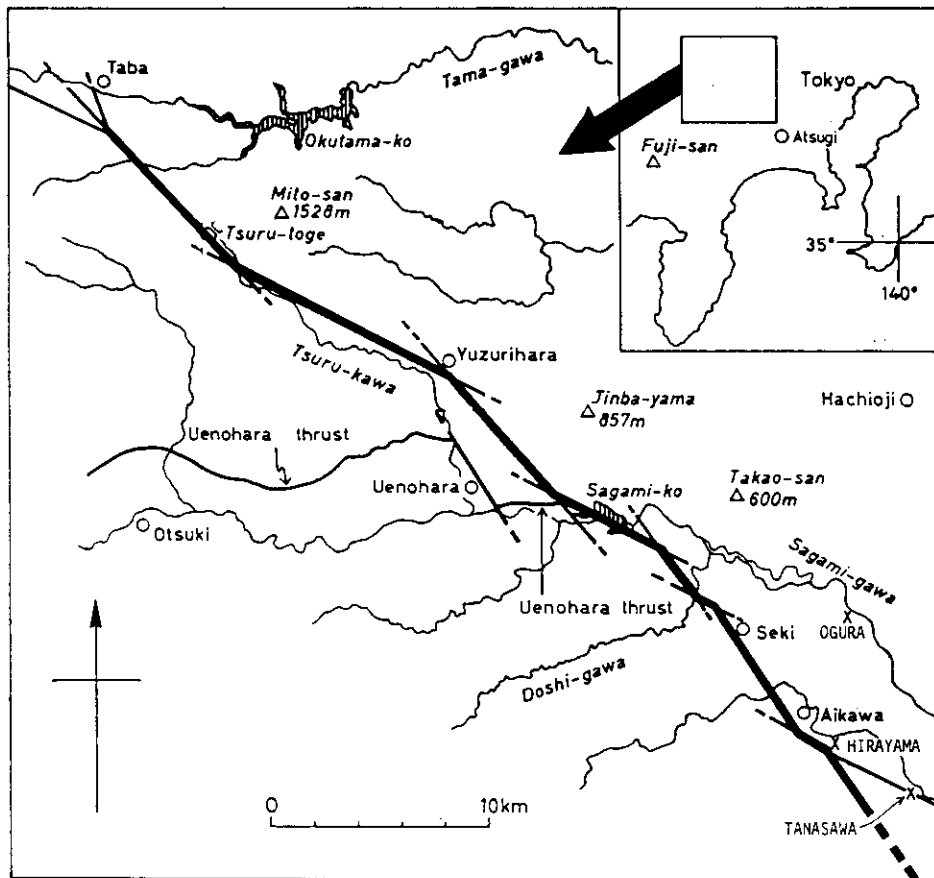 Taba
Tama-gawa
Okutama-ko
Mito-san
1528m
Tsuru-toge
Tokyo
Atsugi
Fuji-san
35°
140°
Yuzurihara
Tsuru-kawa
Jinba-yama
857m
Hachioji
Uenohara thrust
Uenohara
Sagami-ko
Takao-san
600m
Otsuki
Sagami-gawa
Uenohara thrust
Seki
OGURA
Doshi-gawa
Aikawa
HIRAYAMA
0 10km
TANASAWA